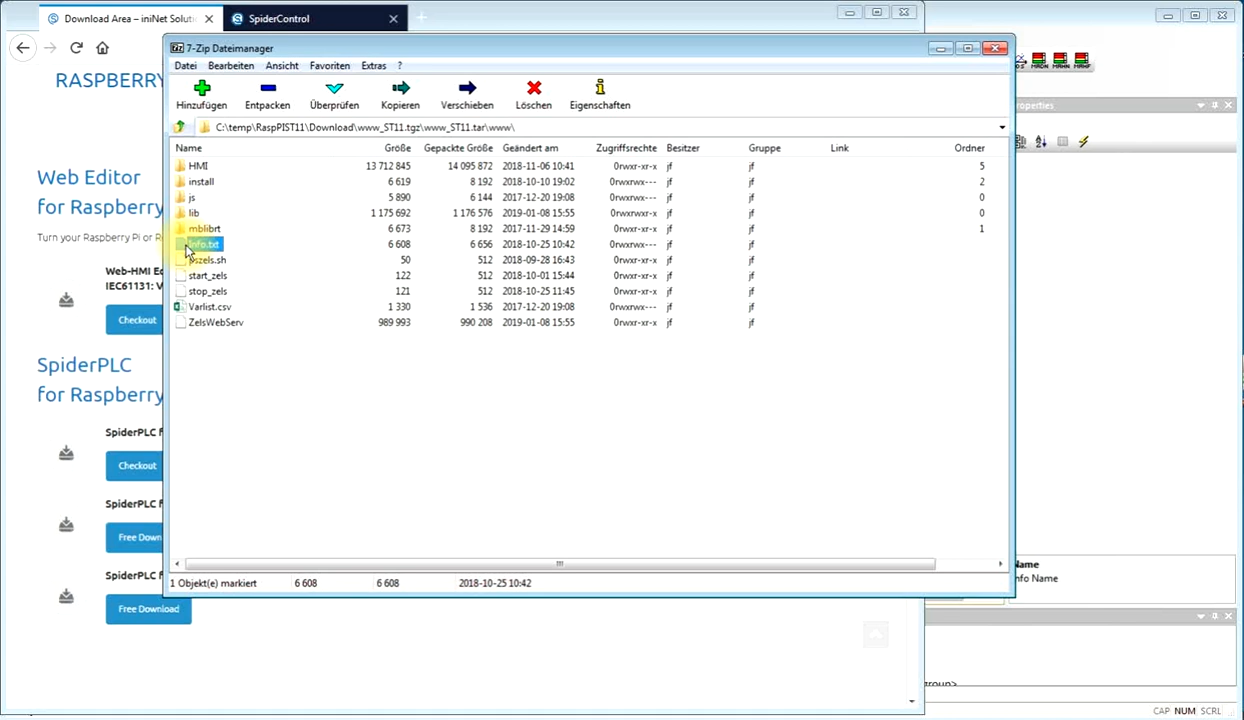 Download Area – iniNet Solut
SpiderControl
RASPBERRY
7-Zip Dateimanager
Datei Bearbeiten Ansicht Favoriten Extras ?
Hinzufügen Entpacken Überprüfen Kopieren Verschieben Löschen Eigenschaften
C:\temp\RaspPIST11\Download\www_ST11.tgz\www_ST11.tar\www\
Name Größe Gepackte Größe Geändert am Zugriffsrechte Besitzer Gruppe Link Ordner
HMI 13 712 845 14 095 872 2018-11-06 10:41 0rwxr-xr-x jf jf 5
install 6 619 8 192 2018-10-10 19:02 0rwxrwx--- jf jf 2
js 5 890 6 144 2017-12-20 19:08 0rwxr-xr-x jf jf 0
lib 1 175 692 1 176 576 2019-01-08 15:55 0rwxr-xr-x jf jf 0
mblibrt 6 673 8 192 2017-11-29 14:59 0rwxrwx--- jf jf 1
info.txt 6 608 6 656 2018-10-25 10:42 0rwxrwx--- jf jf
pszels.sh 50 512 2018-09-28 16:43 0rwxr-xr-x jf jf
start_zels 122 512 2018-10-01 15:44 0rwxr-xr-x jf jf
stop_zels 121 512 2018-10-25 11:45 0rwxr-xr-x jf jf
Varlist.csv 1 330 1 536 2017-12-20 19:08 0rwxr-xr-x jf jf
ZelsWebServ 989 993 990 208 2019-01-08 15:55 0rwxr-xr-x jf jf
1 Objekt(e) markiert 6 608 6 608 2018-10-25 10:42
Web Editor
for Raspberry
Turn your Raspberry Pi or R
Web-HMI Ed
IEC61131: V
Checkout
SpiderPLC
for Raspberry
SpiderPLC f
Checkout
SpiderPLC f
Free Down
SpiderPLC f
Free Download
roperties
Name
nfo Name
CAP NUM SCRL